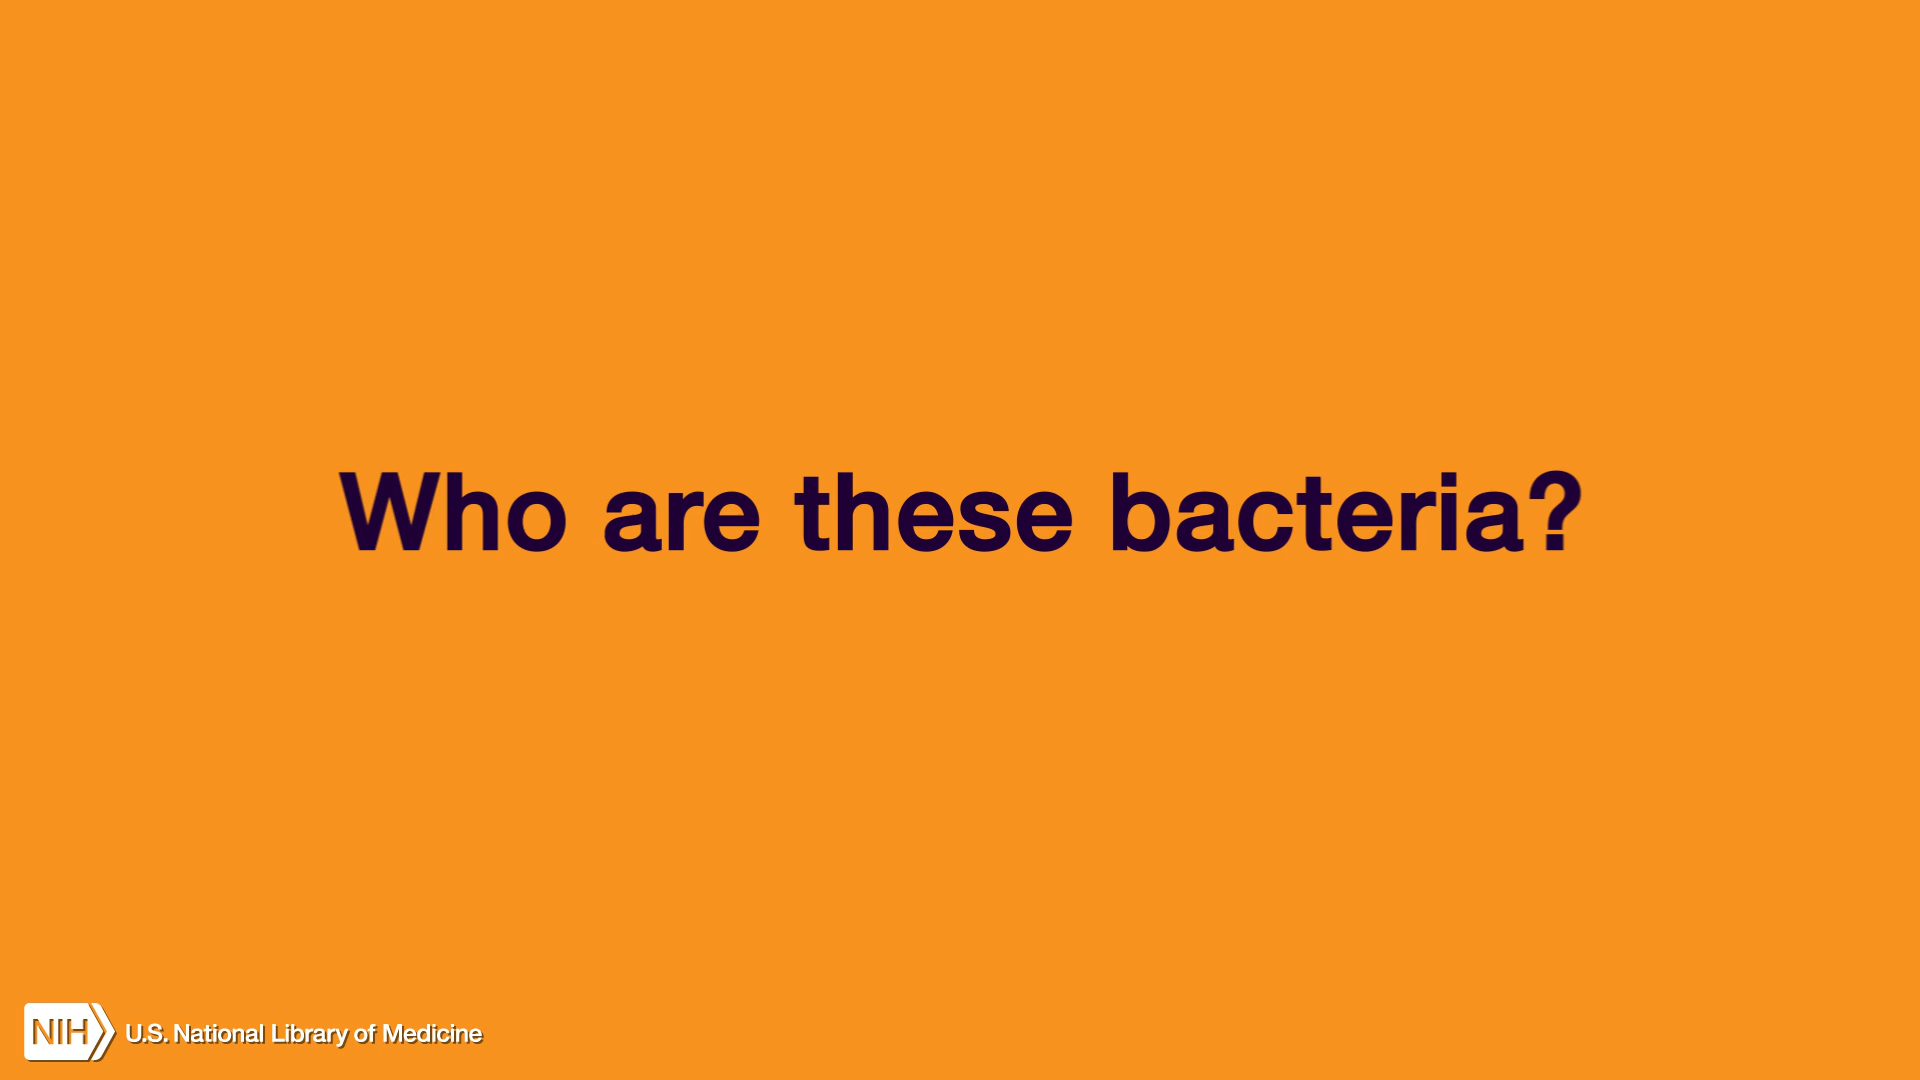 Who are these bacteria?
NIH U.S. National Library of Medicine